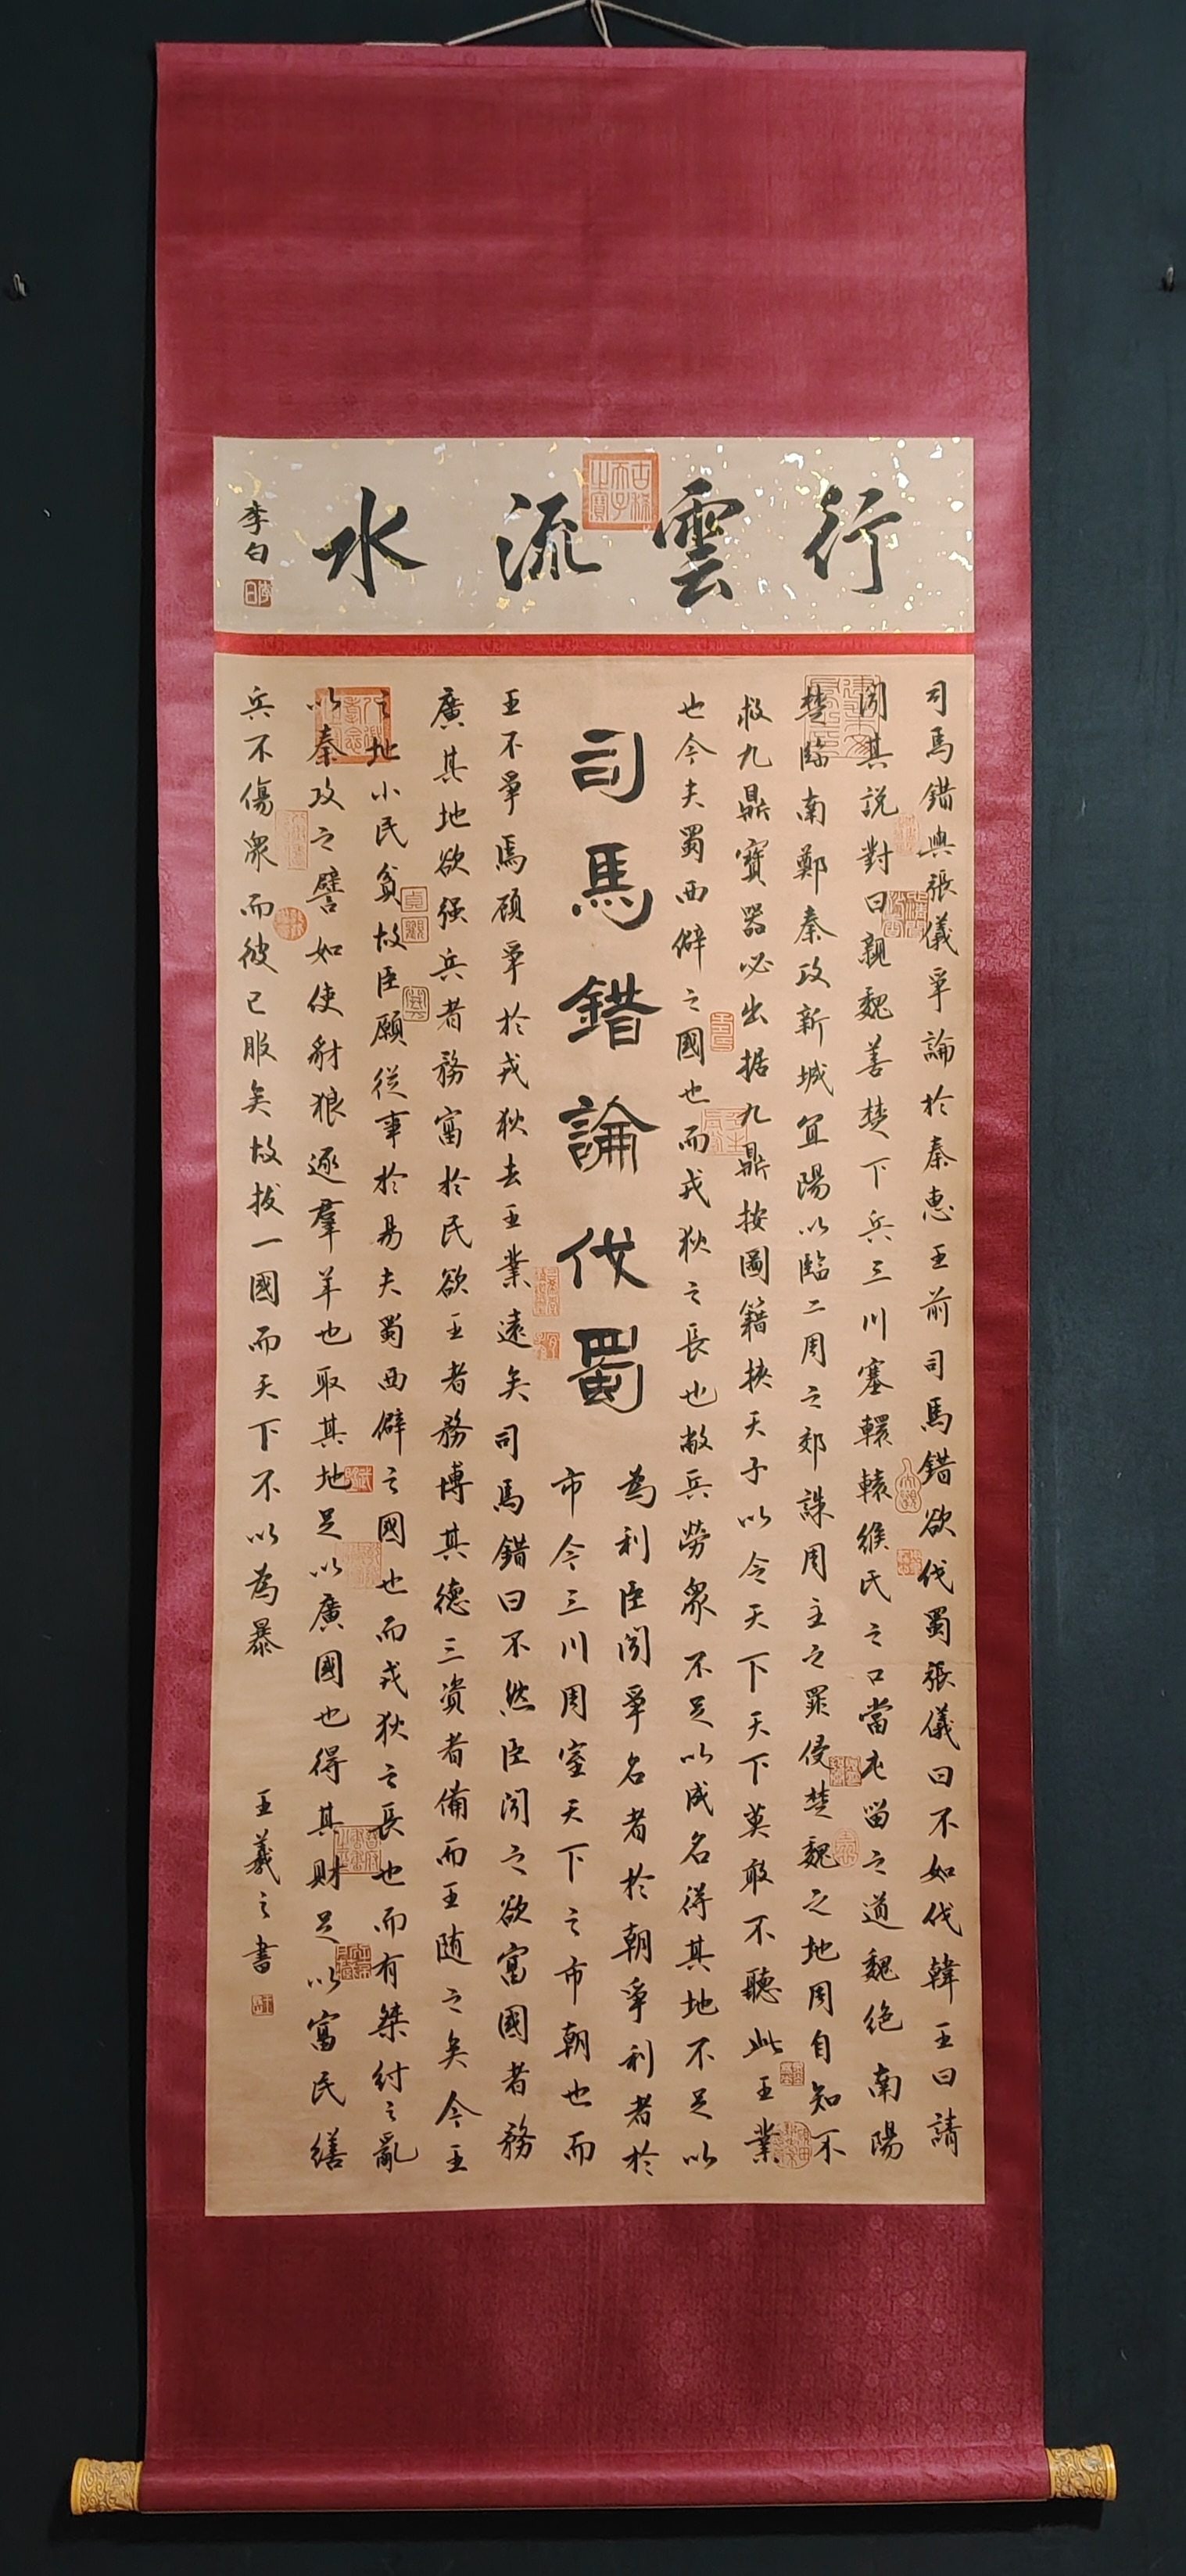 行雲流水
李白
古稀天子之寶
司馬錯與張儀爭論於秦惠王前司馬錯欲伐蜀張儀曰不如伐韓王曰請
聞其說對曰親魏善楚下兵三川塞轘轅緱氏之口當屯留之道魏絕南陽
楚臨南鄭秦攻新城宜陽以臨二周之郊誅周主之罪侵楚魏之地周自知不
救九鼎寶器必出据九鼎按圖籍挾天子以令天下天下莫敢不聽此王業
也今夫蜀西僻之國也而戎狄之長也敝兵勞眾不足以成名得其地不足以
司馬錯論伐蜀
為利臣聞爭名者於朝爭利者於
市今三川周室天下之市朝也而
王不爭焉顧爭於戎狄去王業遠矣司馬錯曰不然臣聞之欲富國者務
廣其地欲强兵者務富於民欲王者務博其德三資者備而王随之矣今王
之地小民貧故臣願從事於易夫蜀西僻之國也而戎狄之長也而有桀紂之亂
以秦攻之譬如使豺狼逐羣羊也取其地足以廣國也得其財足以富民繕
兵不傷眾而彼已服矣故拔一國而天下不以為暴
王羲之書